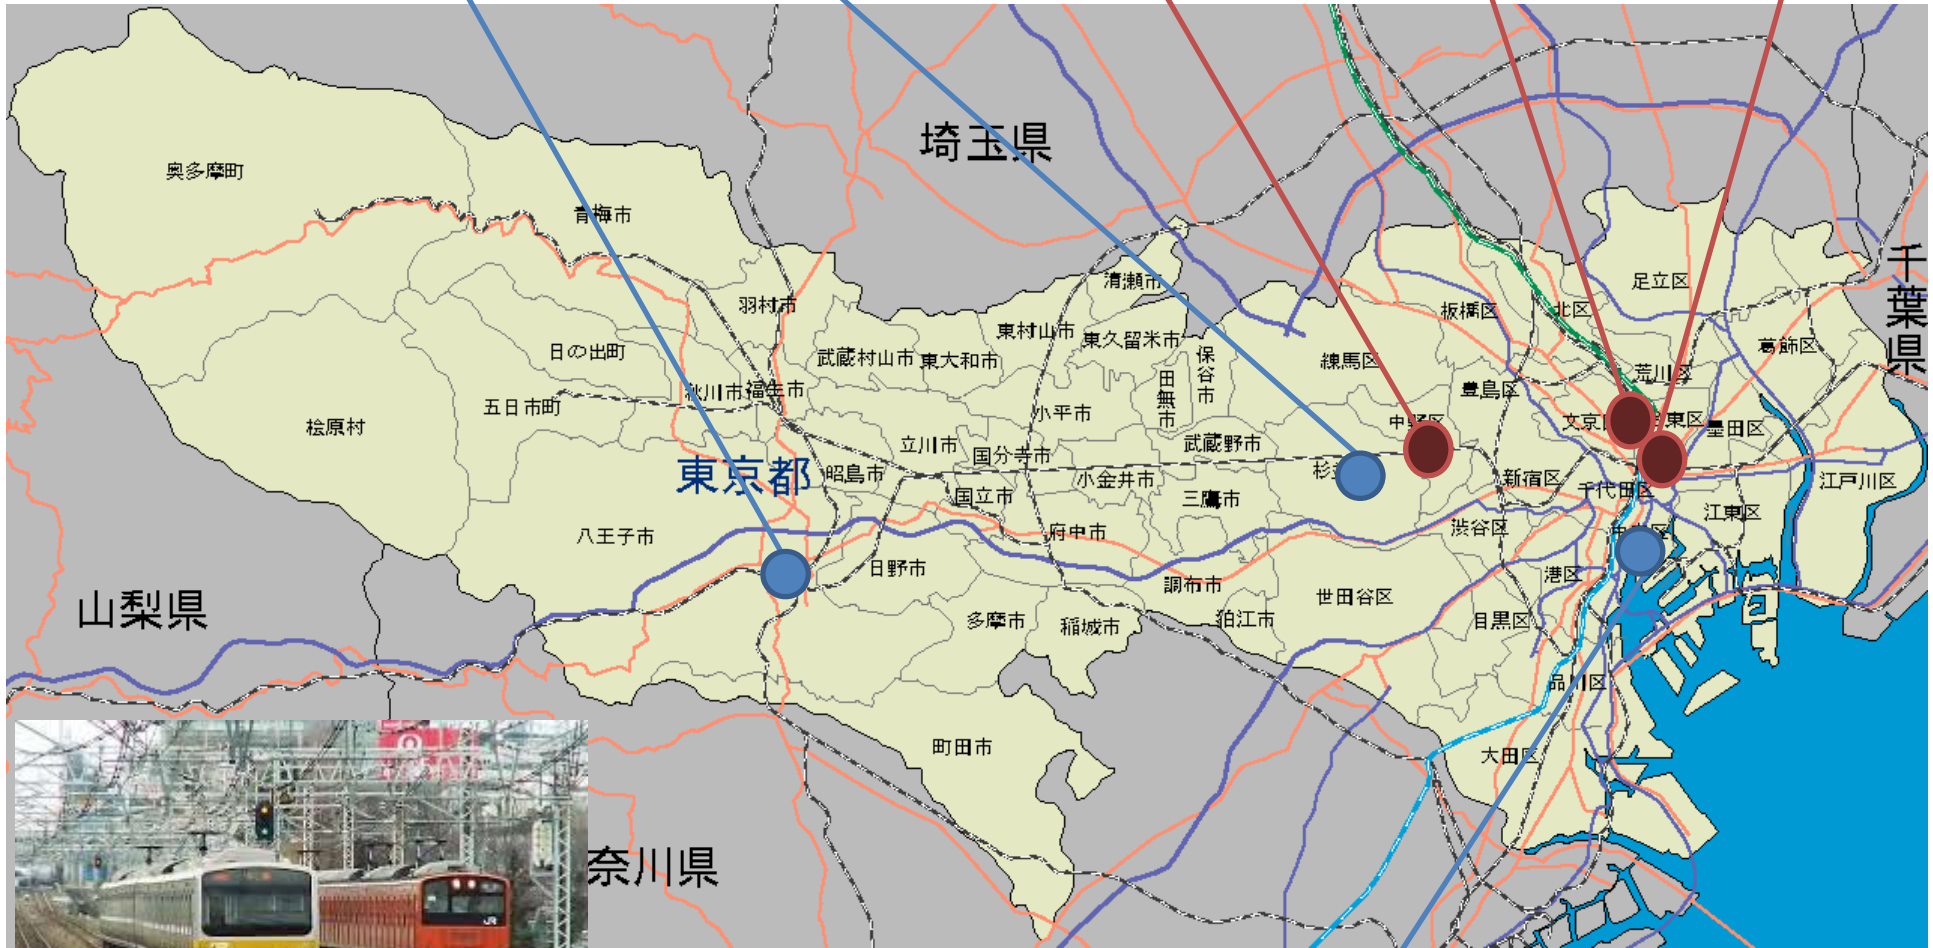 埼玉県
奥多摩町
青梅市
千葉県
清瀬市
足立区
羽村市
板橋区
北区
東村山市
東久留米市
日の出町
武蔵村山市
東大和市
保谷市
練馬区
葛飾区
荒川区
秋川市
福生市
田無市
豊島区
五日市町
小平市
桧原村
中野区
文京
東区
墨田区
立川市
国分寺市
武蔵野市
東京都
昭島市
小金井市
杉
新宿区
千代田区
江戸川区
国立市
三鷹市
江東区
八王子市
府中市
渋谷区
日野市
調布市
港区
世田谷区
山梨県
多摩市
稲城市
狛江市
目黒区
品川区
町田市
大田区
奈川県
JR